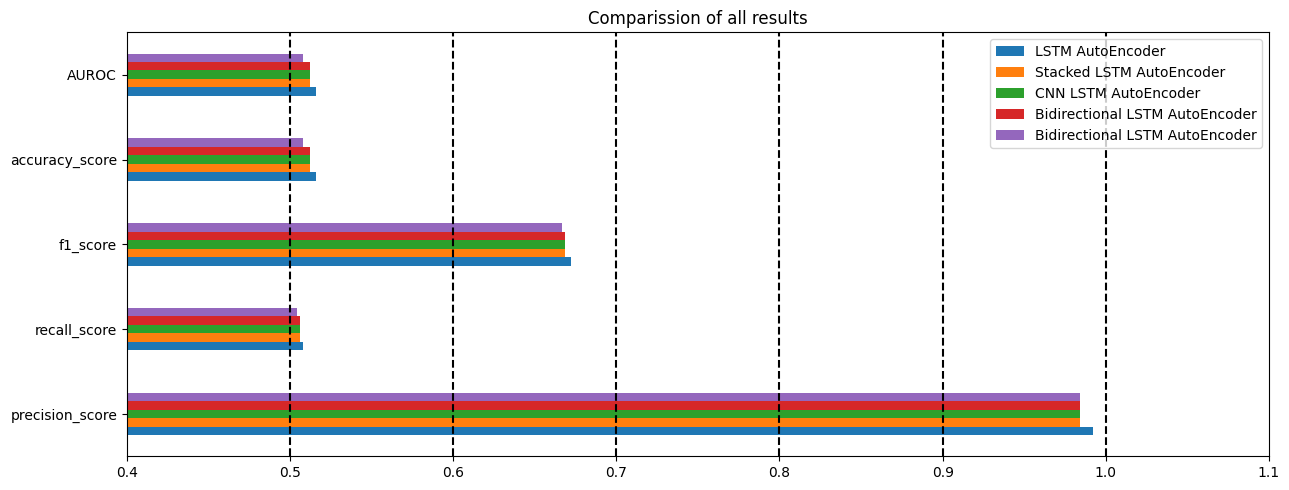 Comparission of all results
LSTM AutoEncoder
Stacked LSTM AutoEncoder
CNN LSTM AutoEncoder
Bidirectional LSTM AutoEncoder
Bidirectional LSTM AutoEncoder
AUROC
accuracy_score
f1_score
recall_score
precision_score
0.4 0.5 0.6 0.7 0.8 0.9 1.0 1.1